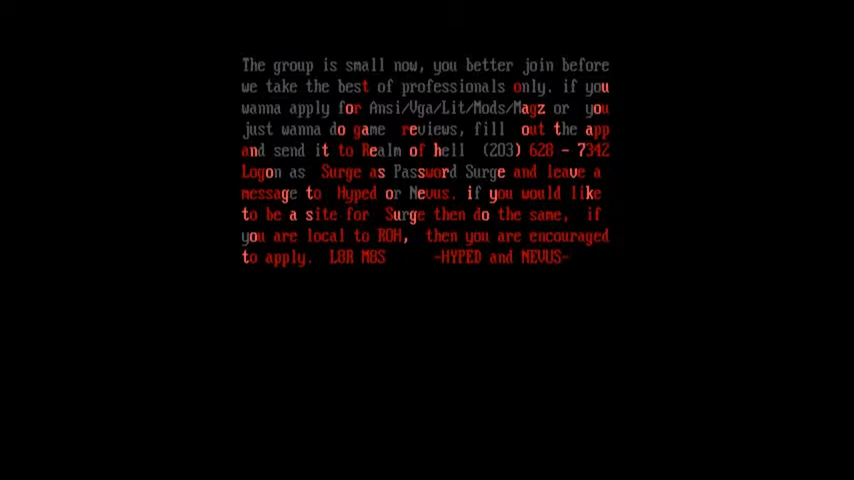 The group is small now, you better join before
we take the best of professionals only. if you
wanna apply for Ansi/Vga/Lit/Mods/Magz or  you
just wanna do game  reviews, fill  out the app
and send it to Realm of hell  (203) 628 - 7342
Logon as  Surge as Password Surge and leave a
message to  Hyped or Nevus. if you would like
to be a site for  Surge then do the same,  if
you are local to ROH,  then you are encouraged
to apply.  L8R M8S      -HYPED and NEVUS-